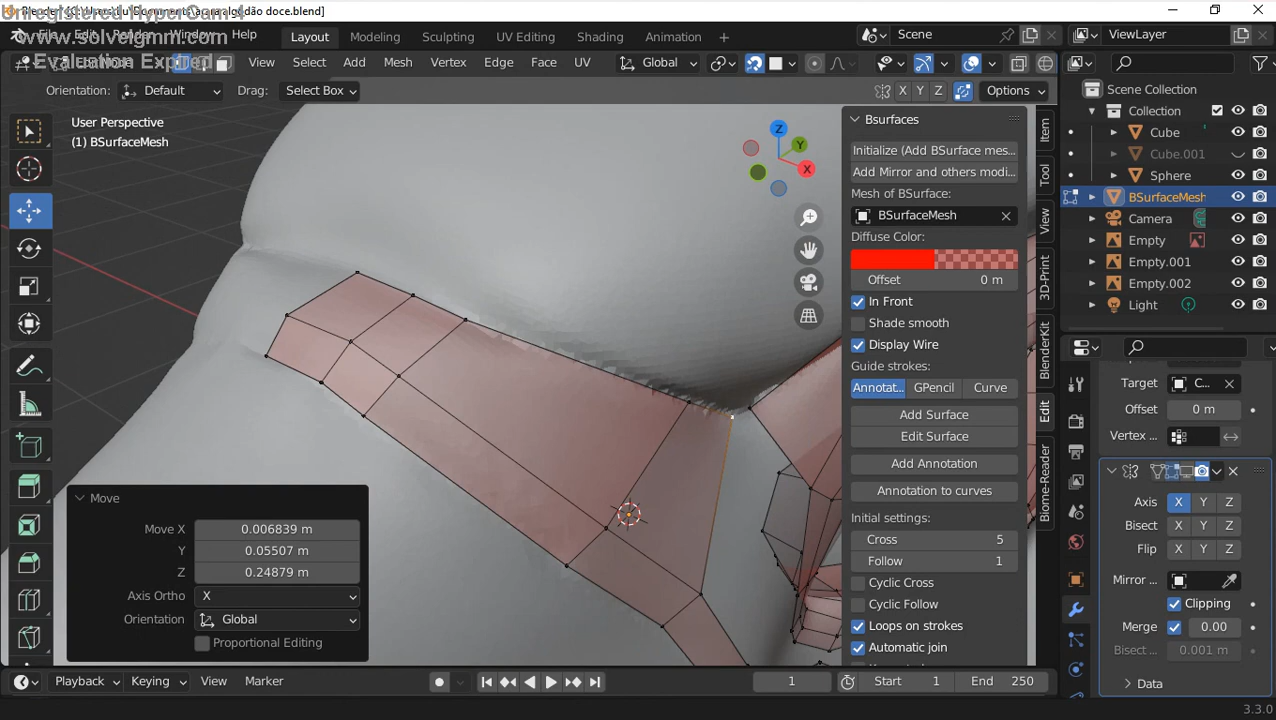 Unregistered HyperCam 4
www.solveigmm.com
Evaluation Expired
doce.blend]
Help
Layout
Modeling
Sculpting
UV Editing
Shading
Animation
Scene
ViewLayer
View
Select
Add
Mesh
Vertex
Edge
Face
UV
Global
Orientation:
Default
Drag:
Select Box
X
Y
Z
Options
User Perspective
(1) BSurfaceMesh
Z
Y
X
Bsurfaces
Initialize (Add BSurface mes...
Add Mirror and others modi...
Mesh of BSurface:
BSurfaceMesh
Diffuse Color:
Offset 0 m
In Front
Shade smooth
Display Wire
Guide strokes:
Annotat...
GPencil
Curve
Add Surface
Edit Surface
Add Annotation
Annotation to curves
Initial settings:
Cross 5
Follow 1
Cyclic Cross
Cyclic Follow
Loops on strokes
Automatic join
Item
Tool
View
3D-Print
BlenderKit
Edit
Biome-Reader
Scene Collection
Collection
Cube
Cube.001
Sphere
BSurfaceMesh
Camera
Empty
Empty.001
Empty.002
Light
Target
C...
Offset
0 m
Vertex ...
Axis
X
Y
Z
Bisect
X
Y
Z
Flip
X
Y
Z
Mirror ...
Clipping
Merge
0.00
Bisect ...
0.001 m
Data
Move
Move X 0.006839 m
Y 0.05507 m
Z 0.24879 m
Axis Ortho X
Orientation Global
Proportional Editing
Playback
Keying
View
Marker
1
Start 1
End 250
3.3.0